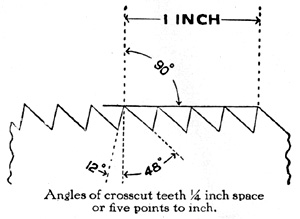 1 INCH
90°
12°
48°
Angles of crosscut teeth ¼ inch space
or five points to inch.